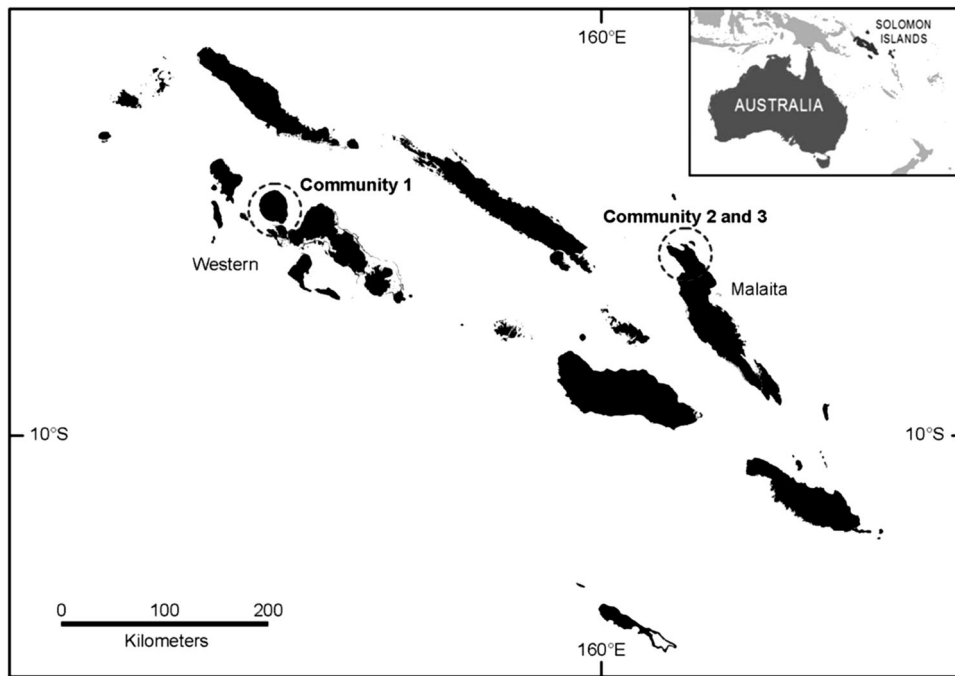 160°E
SOLOMON
ISLANDS
AUSTRALIA
Community 1
Community 2 and 3
Western
Malaita
10°S
10°S
0 100 200
Kilometers
160°E